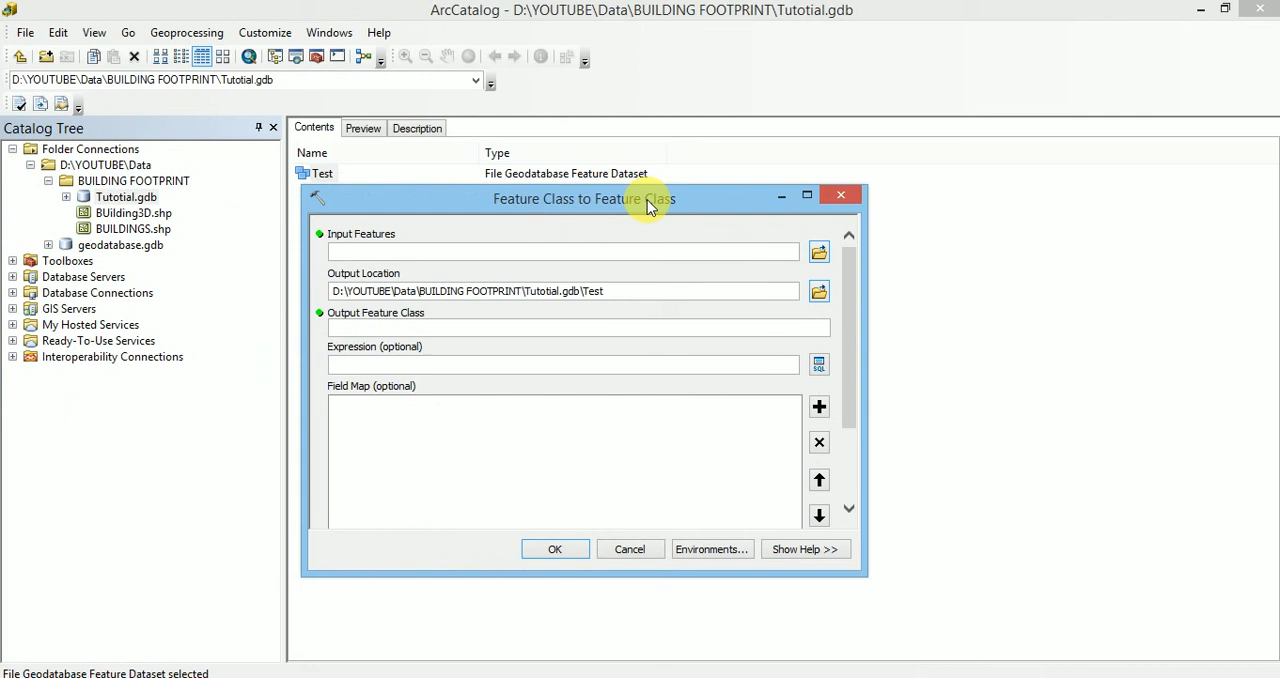 ArcCatalog - D:\YOUTUBE\Data\BUILDING FOOTPRINT\Tutotial.gdb
File Edit View Go Geoprocessing Customize Windows Help
D:\YOUTUBE\Data\BUILDING FOOTPRINT\Tutotial.gdb
Catalog Tree
Folder Connections
D:\YOUTUBE\Data
BUILDING FOOTPRINT
Tutotial.gdb
BUilding3D.shp
BUILDINGS.shp
geodatabase.gdb
Toolboxes
Database Servers
Database Connections
GIS Servers
My Hosted Services
Ready-To-Use Services
Interoperability Connections
Contents Preview Description
Name Type
Test File Geodatabase Feature Dataset
Feature Class to Feature Class
Input Features
Output Location
D:\YOUTUBE\Data\BUILDING FOOTPRINT\Tutotial.gdb\Test
Output Feature Class
Expression (optional)
SQL
Field Map (optional)
OK Cancel Environments... Show Help >>
File Geodatabase Feature Dataset selected